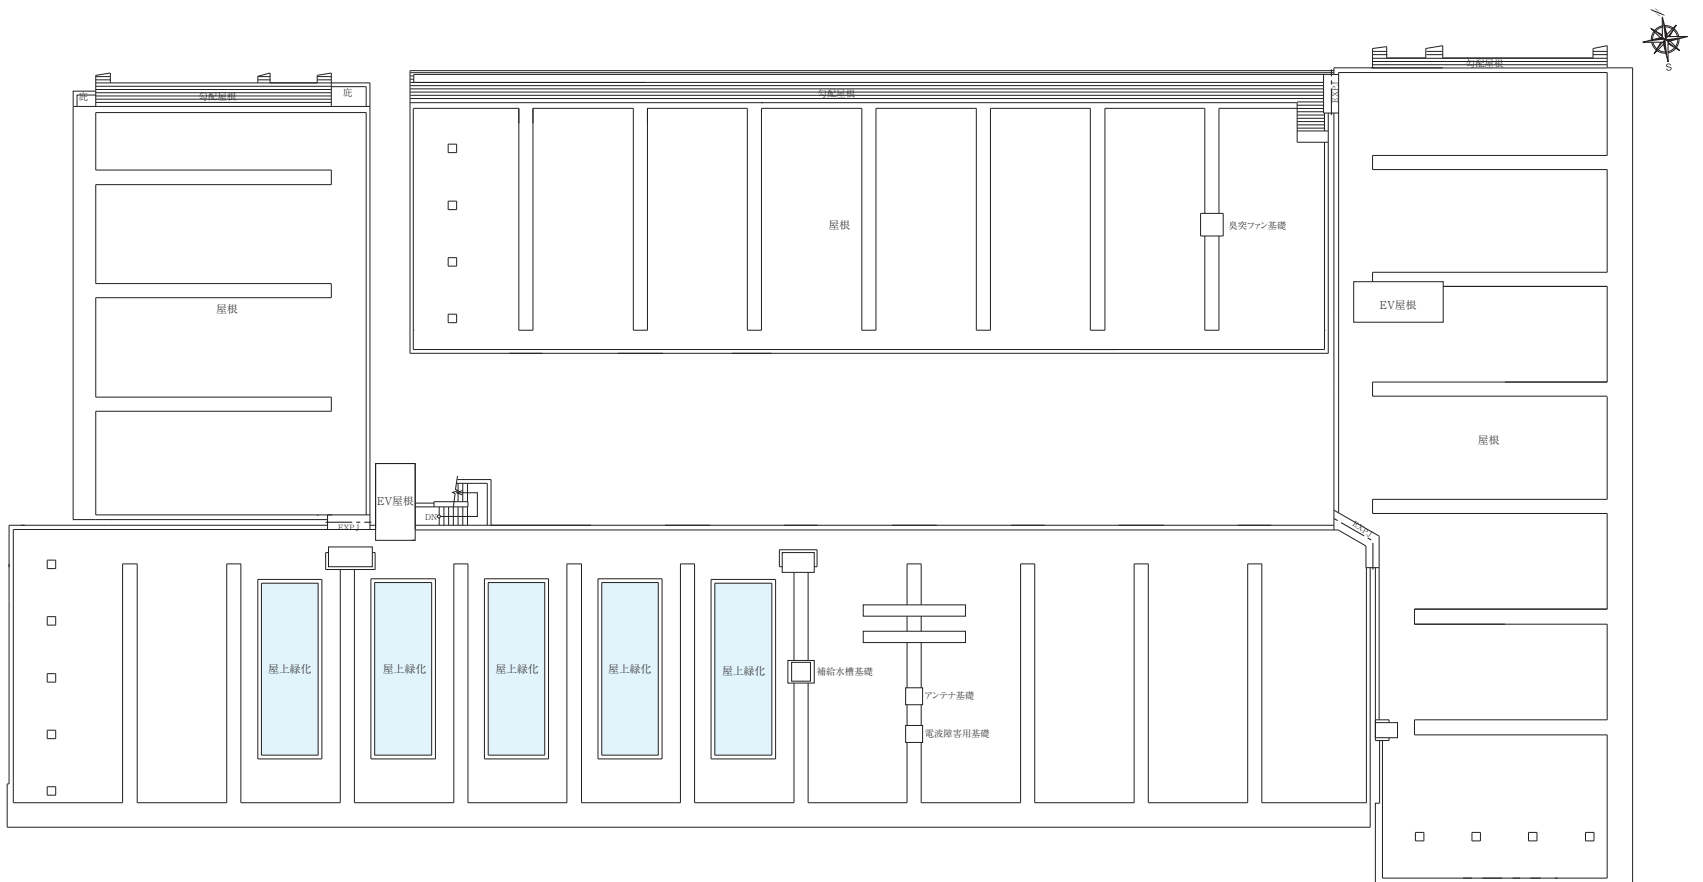 S
勾配屋根
庇
勾配屋根
庇
勾配屋根
EXP.J
屋根
臭突ファン基礎
EV屋根
屋根
屋根
EV屋根
DN
EXP.J
EXP.J
屋上緑化
屋上緑化
屋上緑化
屋上緑化
屋上緑化
補給水槽基礎
アンテナ基礎
電波障害用基礎